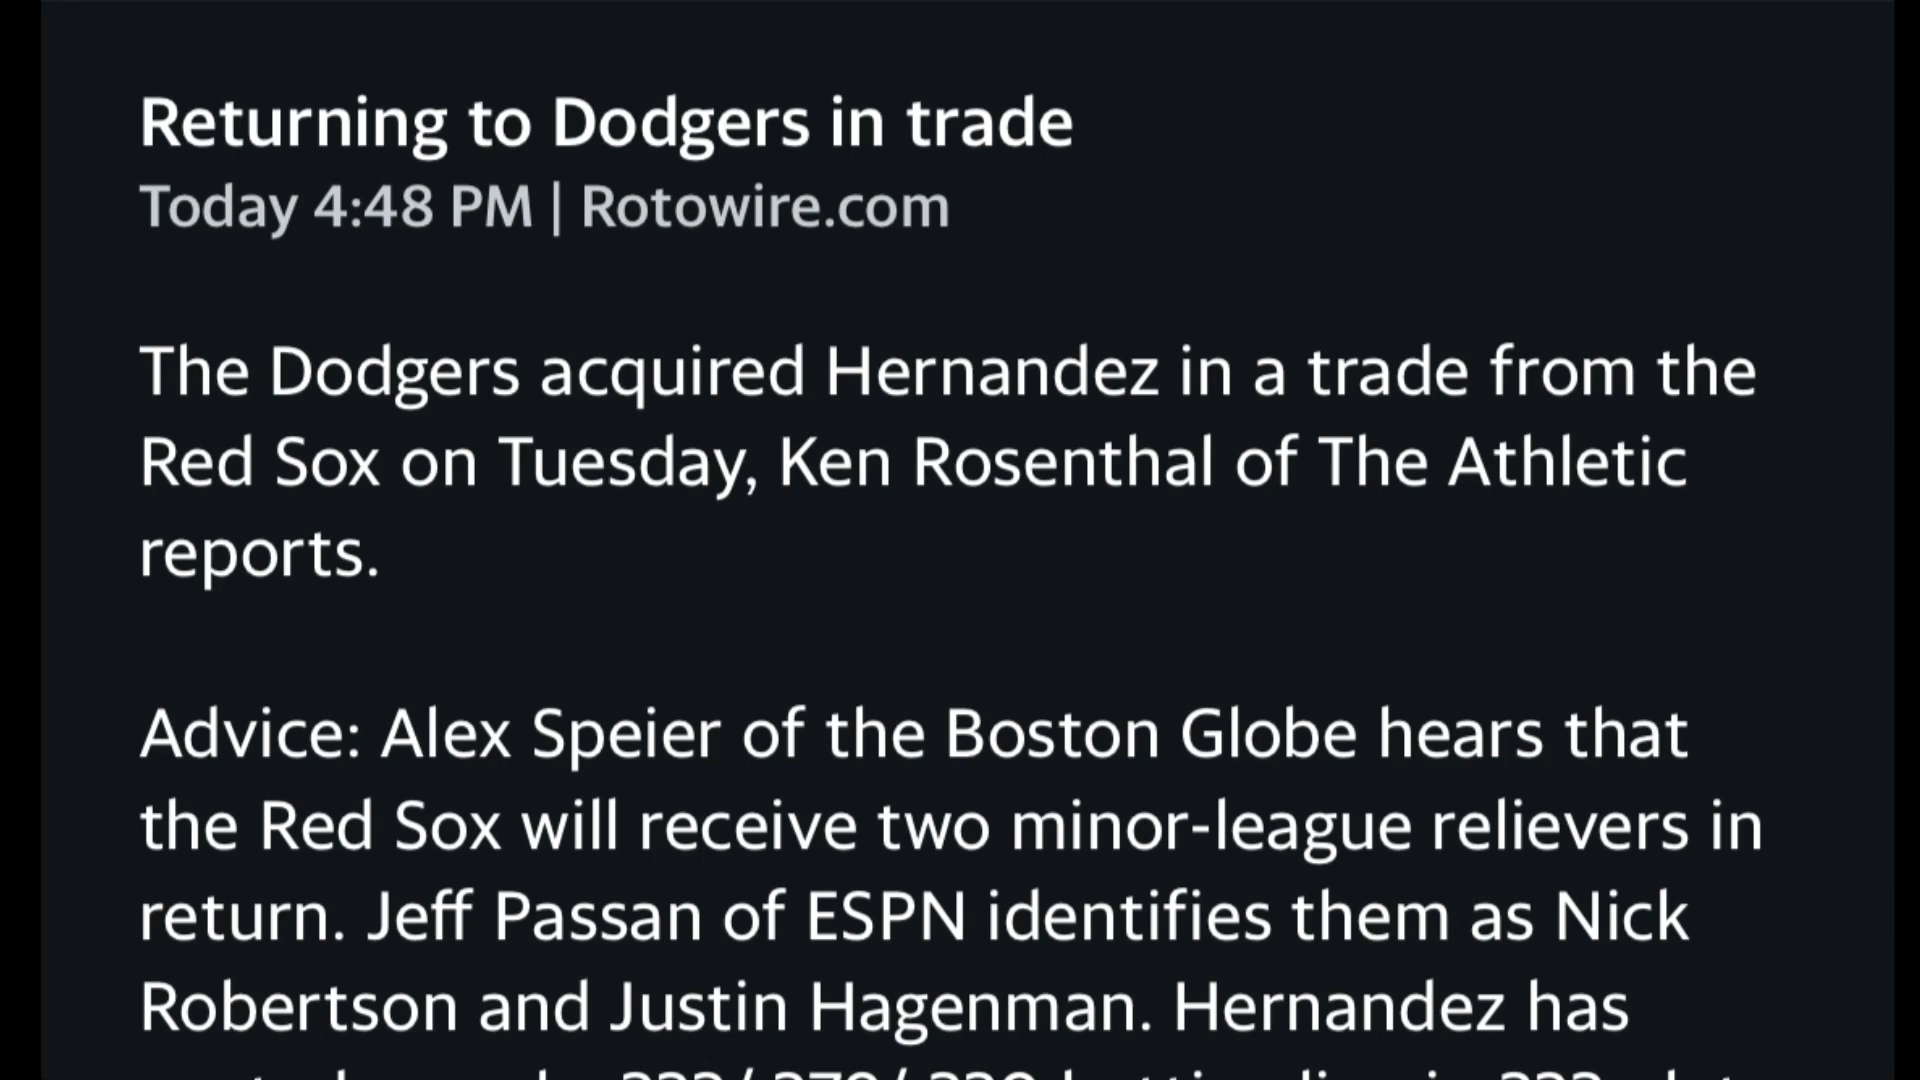 Returning to Dodgers in trade
Today 4:48 PM | Rotowire.com
The Dodgers acquired Hernandez in a trade from the
Red Sox on Tuesday, Ken Rosenthal of The Athletic
reports.
Advice: Alex Speier of the Boston Globe hears that
the Red Sox will receive two minor-league relievers in
return. Jeff Passan of ESPN identifies them as Nick
Robertson and Justin Hagenman. Hernandez has